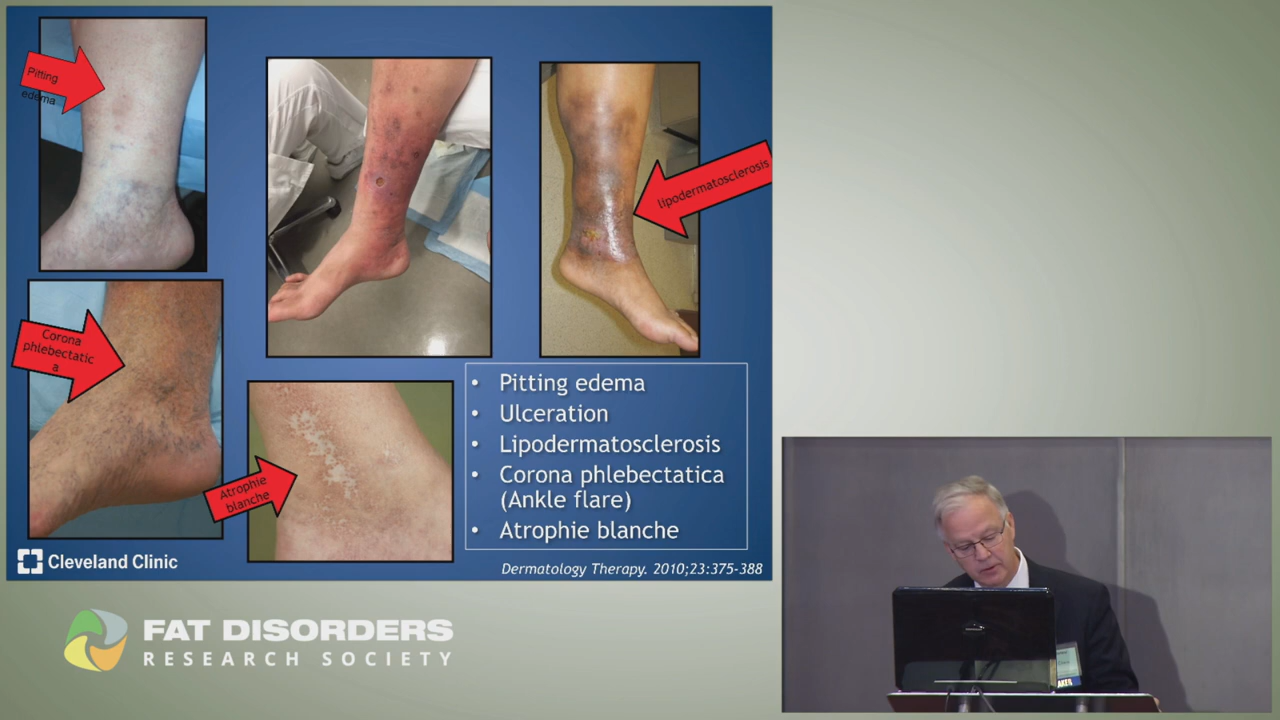 Pitting
edema
lipodermatosclerosis
Corona
phlebectatic
a
Atrophie
blanche
• Pitting edema
• Ulceration
• Lipodermatosclerosis
• Corona phlebectatica
(Ankle flare)
• Atrophie blanche
Cleveland Clinic
Dermatology Therapy. 2010;23:375-388
FAT DISORDERS
RESEARCH SOCIETY